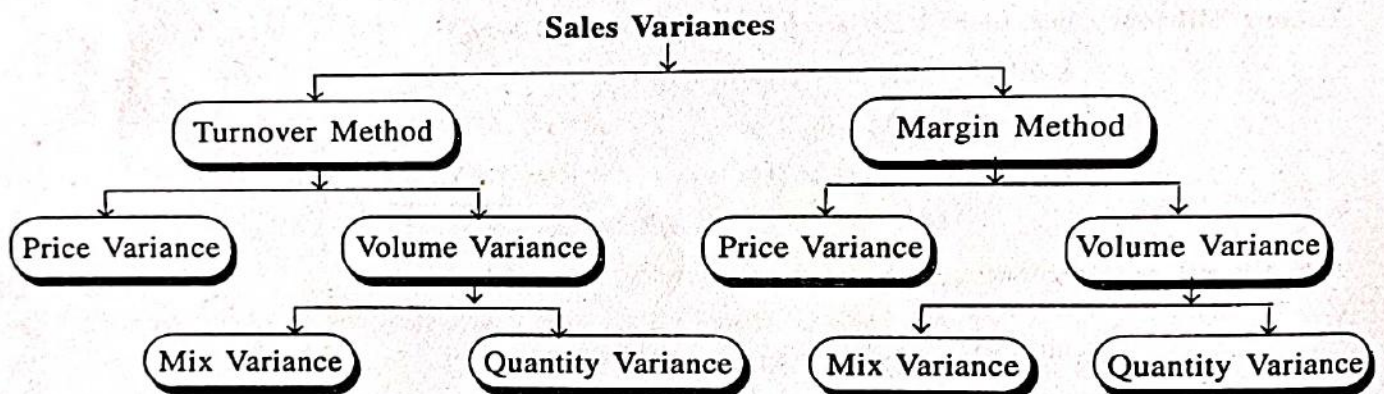 Sales Variances
Turnover Method Margin Method
Price Variance Volume Variance Price Variance Volume Variance
Mix Variance Quantity Variance Mix Variance Quantity Variance